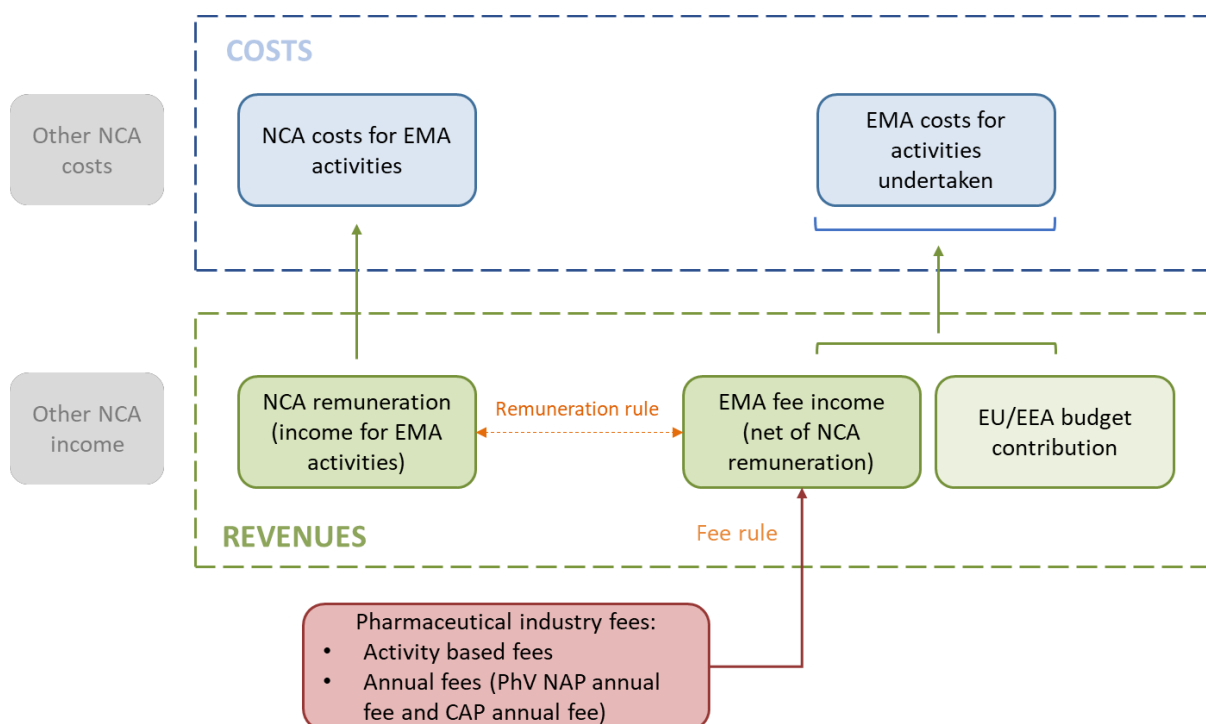 COSTS
Other NCA
costs
NCA costs for EMA
activities
EMA costs for
activities
undertaken
Other NCA
income
NCA remuneration
(income for EMA
activities)
Remuneration rule
EMA fee income
(net of NCA
remuneration)
EU/EEA budget
contribution
REVENUES
Fee rule
Pharmaceutical industry fees:
• Activity based fees
• Annual fees (PhV NAP annual
fee and CAP annual fee)